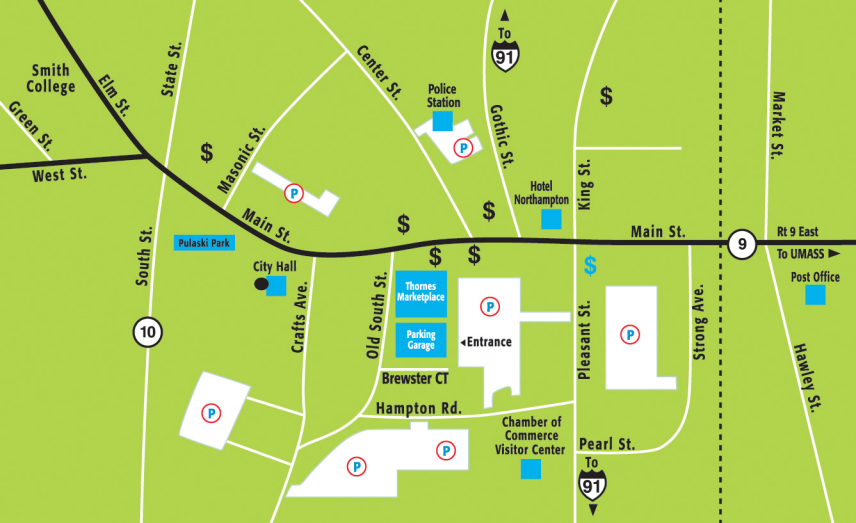 To
91
Smith
College
Elm St.
State St.
Center St.
Green St.
Police
Station
$
Market St.
Masonic St.
$
P
Gothic St.
West St.
King St.
Hotel
Northampton
P
$
$
Main St.
Main St.
9
Rt 9 East
To UMASS
Pulaski Park
South St.
$
$
$
City Hall
Post Office
Thornes
Marketplace
Crafts Ave.
Old South St.
P
10
Parking
Garage
Entrance
Pleasant St.
P
Strong Ave.
Hawley St.
Brewster CT
Hampton Rd.
P
Chamber of
Commerce
Visitor Center
Pearl St.
P
P
To
91